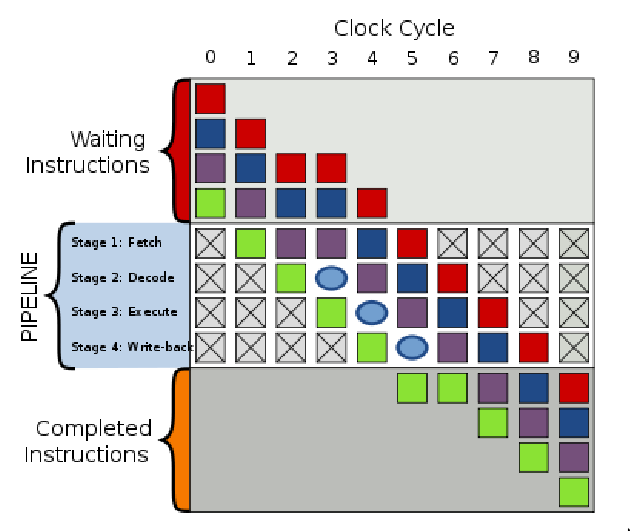 Clock Cycle
0 1 2 3 4 5 6 7 8 9
Waiting
Instructions
PIPELINE
Stage 1: Fetch
Stage 2: Decode
Stage 3: Execute
Stage 4: Write-back
Completed
Instructions